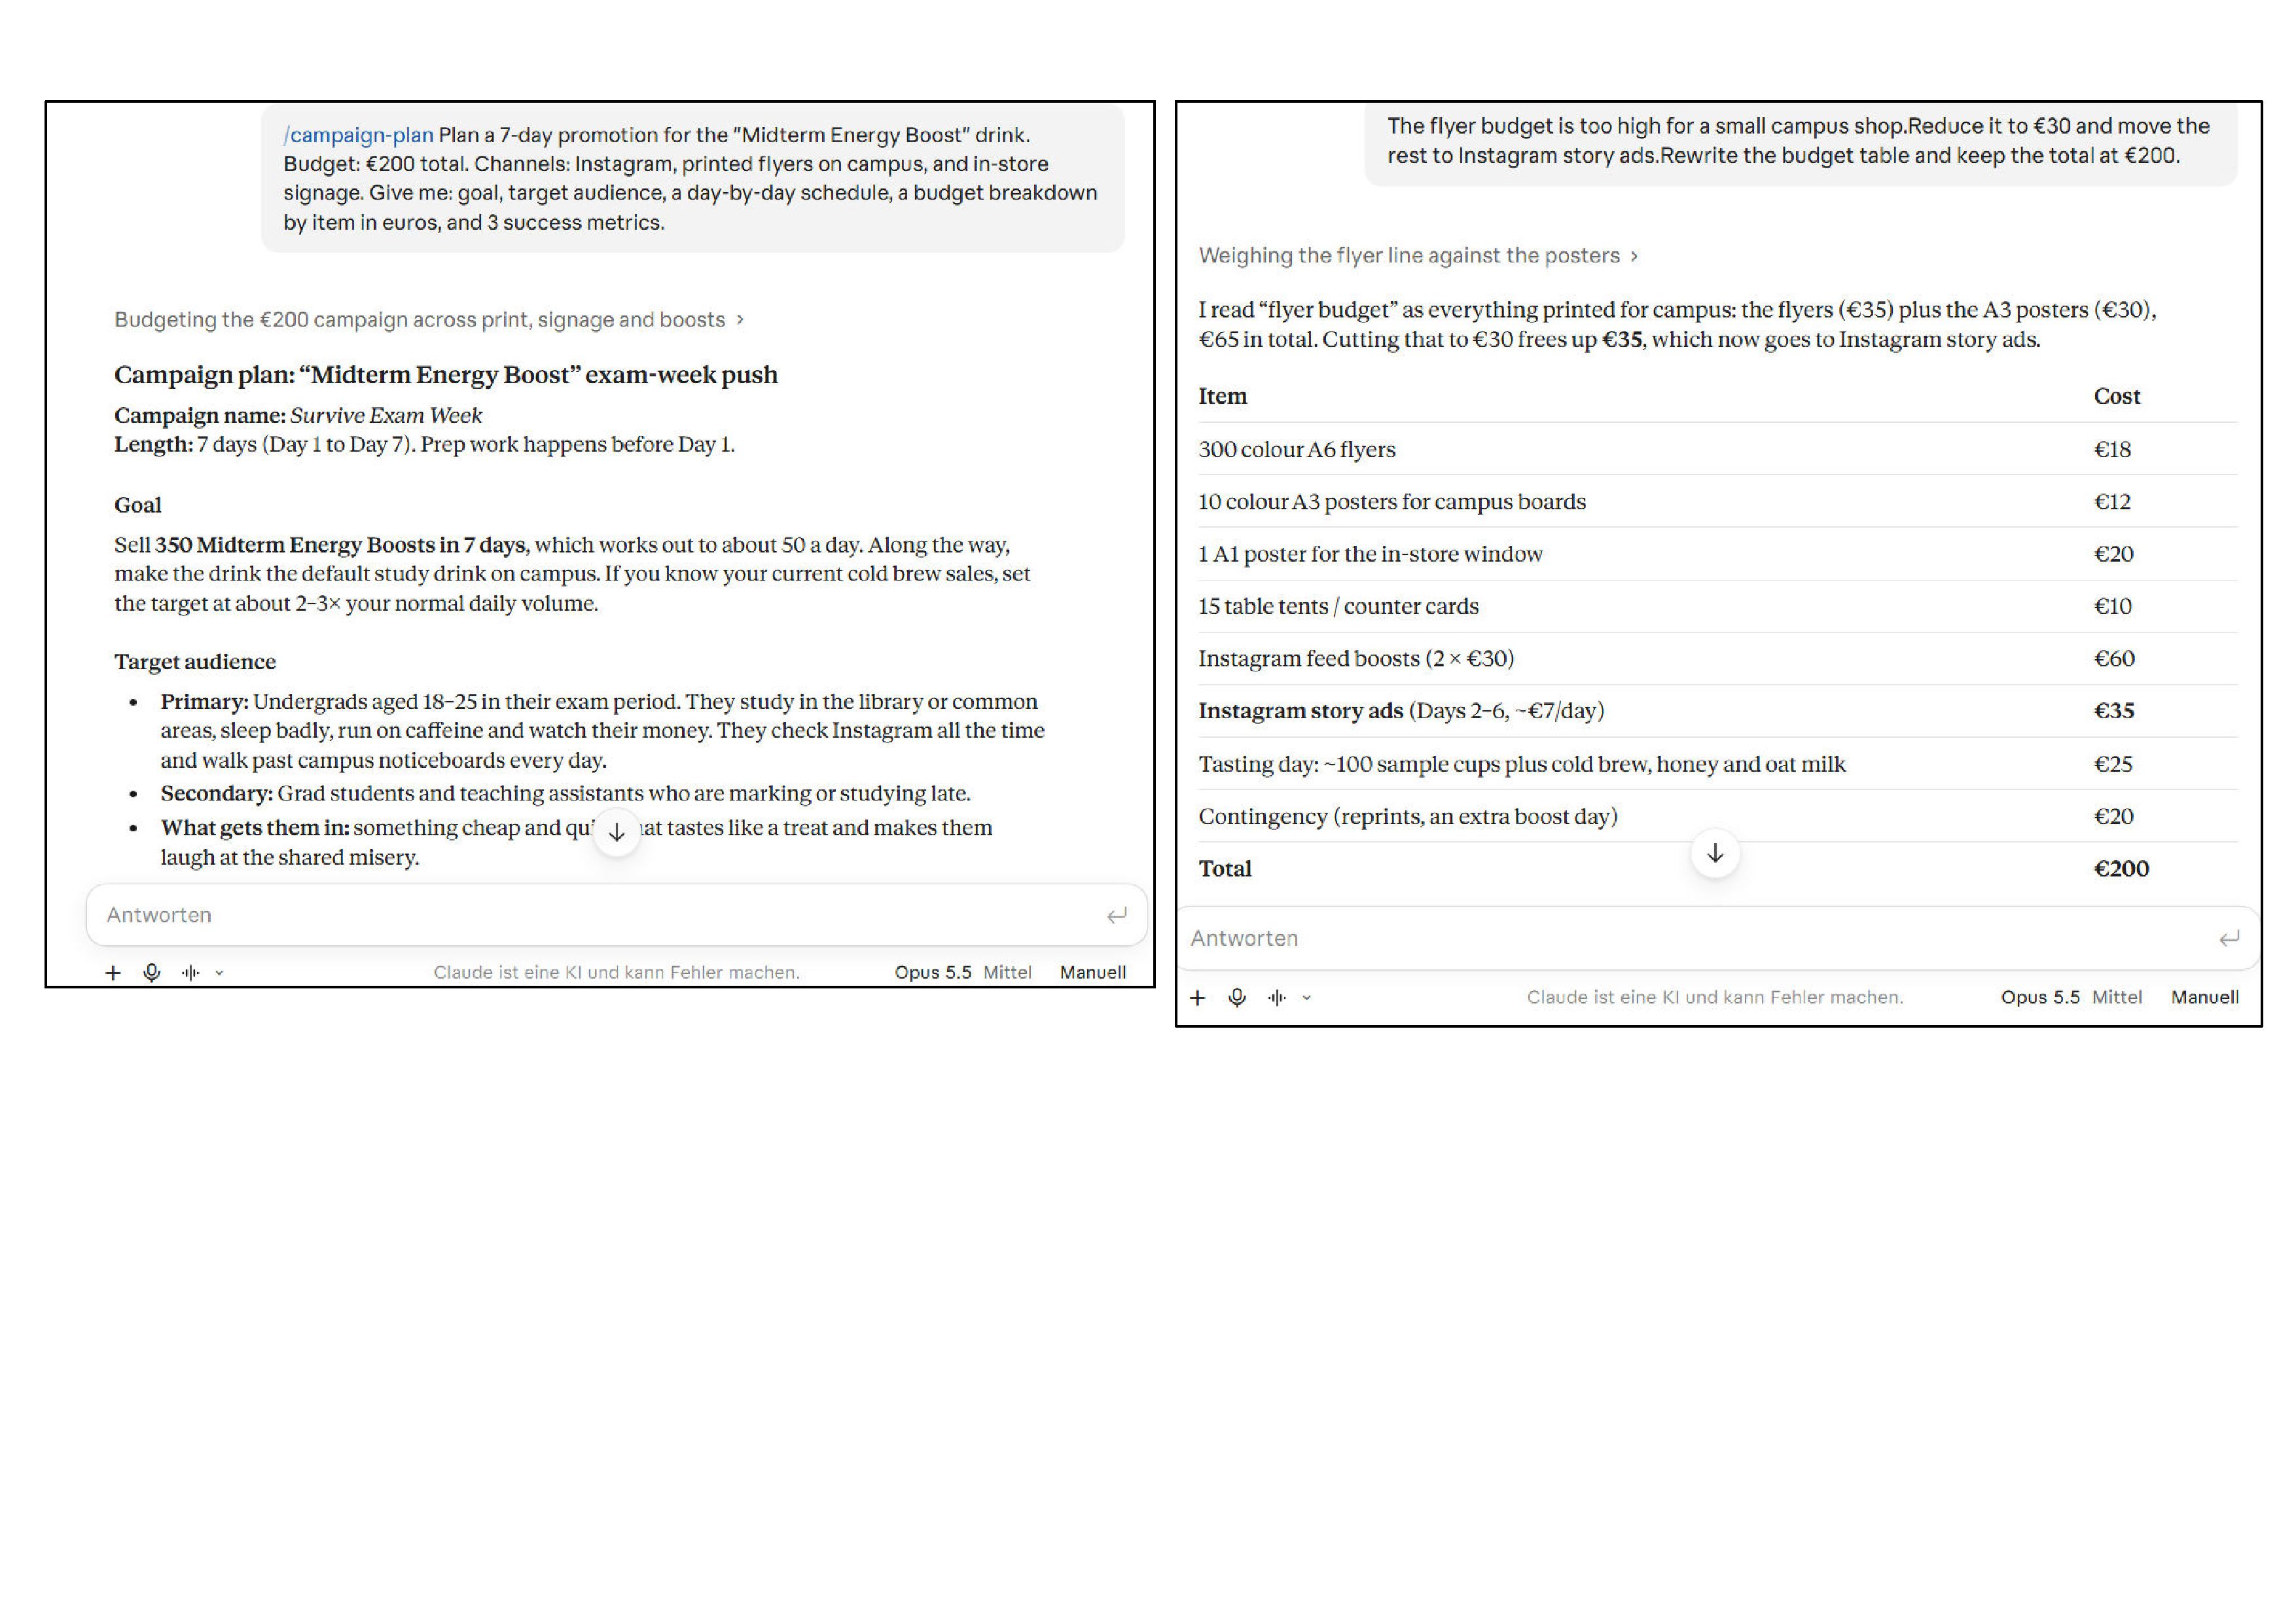 /campaign-plan Plan a 7-day promotion for the "Midterm Energy Boost" drink.
Budget: €200 total. Channels: Instagram, printed flyers on campus, and in-store
signage. Give me: goal, target audience, a day-by-day schedule, a budget breakdown
by item in euros, and 3 success metrics.
Budgeting the €200 campaign across print, signage and boosts >
Campaign plan: “Midterm Energy Boost” exam-week push
Campaign name: Survive Exam Week
Length: 7 days (Day 1 to Day 7). Prep work happens before Day 1.
Goal
Sell 350 Midterm Energy Boosts in 7 days, which works out to about 50 a day. Along the way,
make the drink the default study drink on campus. If you know your current cold brew sales, set
the target at about 2–3× your normal daily volume.
Target audience
• Primary: Undergrads aged 18–25 in their exam period. They study in the library or common
areas, sleep badly, run on caffeine and watch their money. They check Instagram all the time
and walk past campus noticeboards every day.
• Secondary: Grad students and teaching assistants who are marking or studying late.
• What gets them in: something cheap and tastes like a treat and makes them
laugh at the shared misery.
Antworten
Claude ist eine KI und kann Fehler machen. Opus 5.5 Mittel Manuell
The flyer budget is too high for a small campus shop.Reduce it to €30 and move the
rest to Instagram story ads.Rewrite the budget table and keep the total at €200.
Weighing the flyer line against the posters >
I read “flyer budget” as everything printed for campus: the flyers (€35) plus the A3 posters (€30),
€65 in total. Cutting that to €30 frees up €35, which now goes to Instagram story ads.
Item Cost
300 colour A6 flyers €18
10 colour A3 posters for campus boards €12
1 A1 poster for the in-store window €20
15 table tents / counter cards €10
Instagram feed boosts (2 × €30) €60
Instagram story ads (Days 2–6, ~€7/day) €35
Tasting day: ~100 sample cups plus cold brew, honey and oat milk €25
Contingency (reprints, an extra boost day) €20
Total €200
Antworten
Claude ist eine KI und kann Fehler machen. Opus 5.5 Mittel Manuell